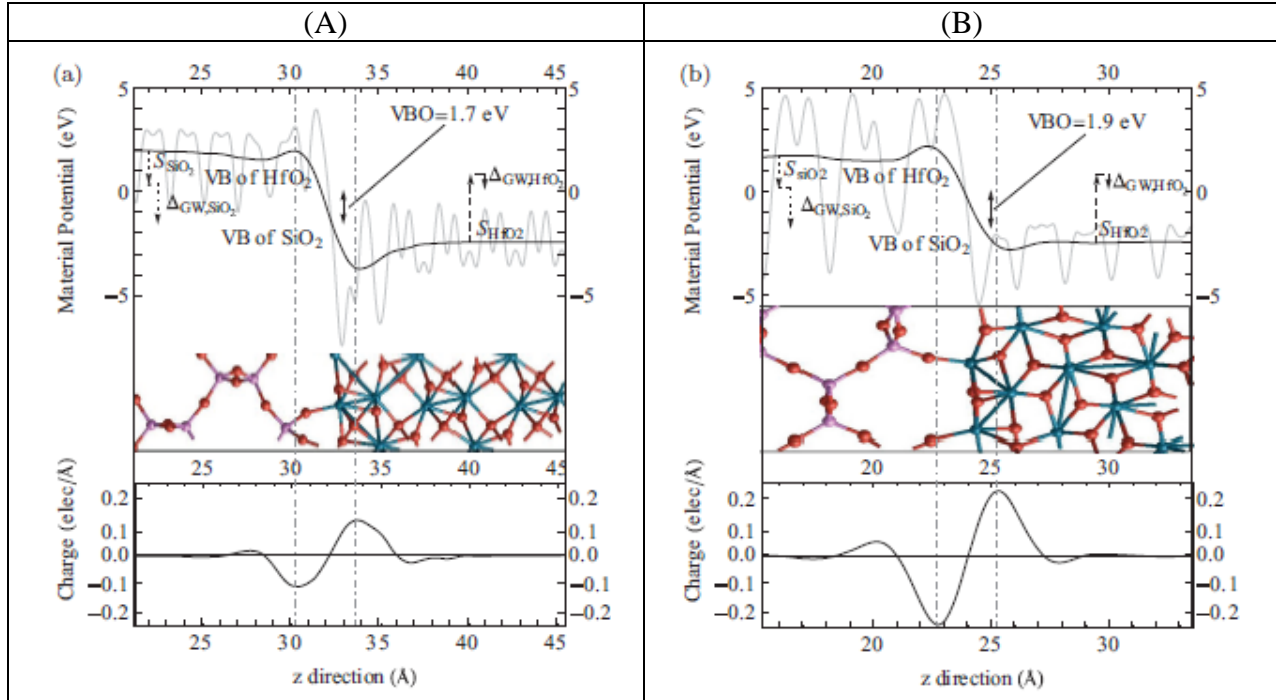 (A)
(B)
(a)
25 30 35 40 45
VBO=1.7 eV
Material Potential (eV)
5
0
−5
5
0
−5
S_SiO₂
Δ_GW,SiO₂
VB of HfO₂
VB of SiO₂
Δ_GW,HfO₂
S_HfO2
25 30 35 40 45
Charge (elec/Å)
0.2
0.1
0.0
−0.1
−0.2
0.2
0.1
0.0
−0.1
−0.2
25 30 35 40 45
z direction (Å)
(b)
20 25 30
VBO=1.9 eV
Material Potential (eV)
5
0
−5
5
0
−5
S_siO2
Δ_GW,SiO₂
VB of HfO₂
VB of SiO₂
Δ_GW,HfO₂
S_HfO2
20 25 30
Charge (elec/Å)
0.2
0.1
0.0
−0.1
−0.2
0.2
0.1
0.0
−0.1
−0.2
20 25 30
z direction (Å)